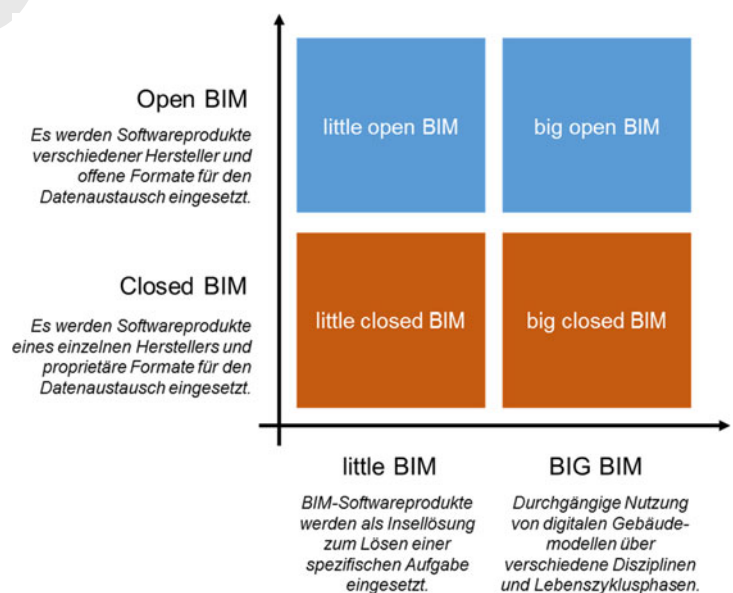 Open BIM
Es werden Softwareprodukte
verschiedener Hersteller und
offene Formate für den
Datenaustausch eingesetzt.
little open BIM
big open BIM
Closed BIM
Es werden Softwareprodukte
eines einzelnen Herstellers und
proprietäre Formate für den
Datenaustausch eingesetzt.
little closed BIM
big closed BIM
little BIM
BIM-Softwareprodukte
werden als Insellösung
zum Lösen einer
spezifischen Aufgabe
eingesetzt.
BIG BIM
Durchgängige Nutzung
von digitalen Gebäude-
modellen über
verschiedene Disziplinen
und Lebenszyklusphasen.